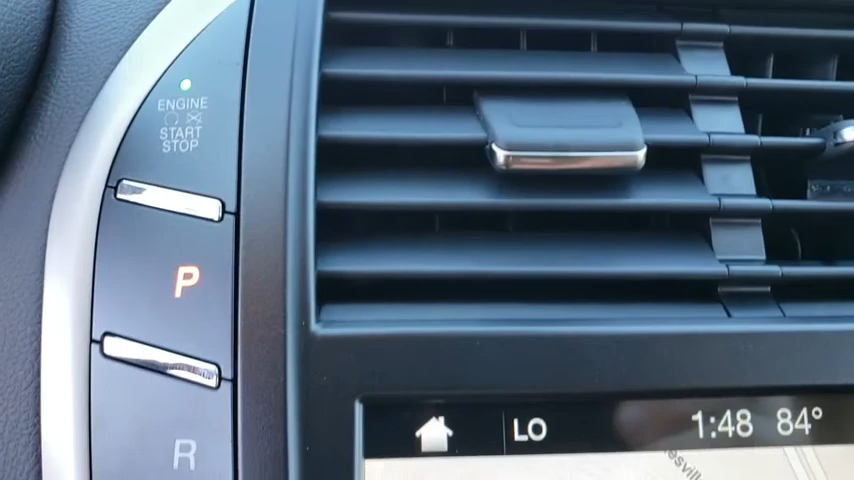 ENGINE
START
STOP
P
R
LO 1:48 84°